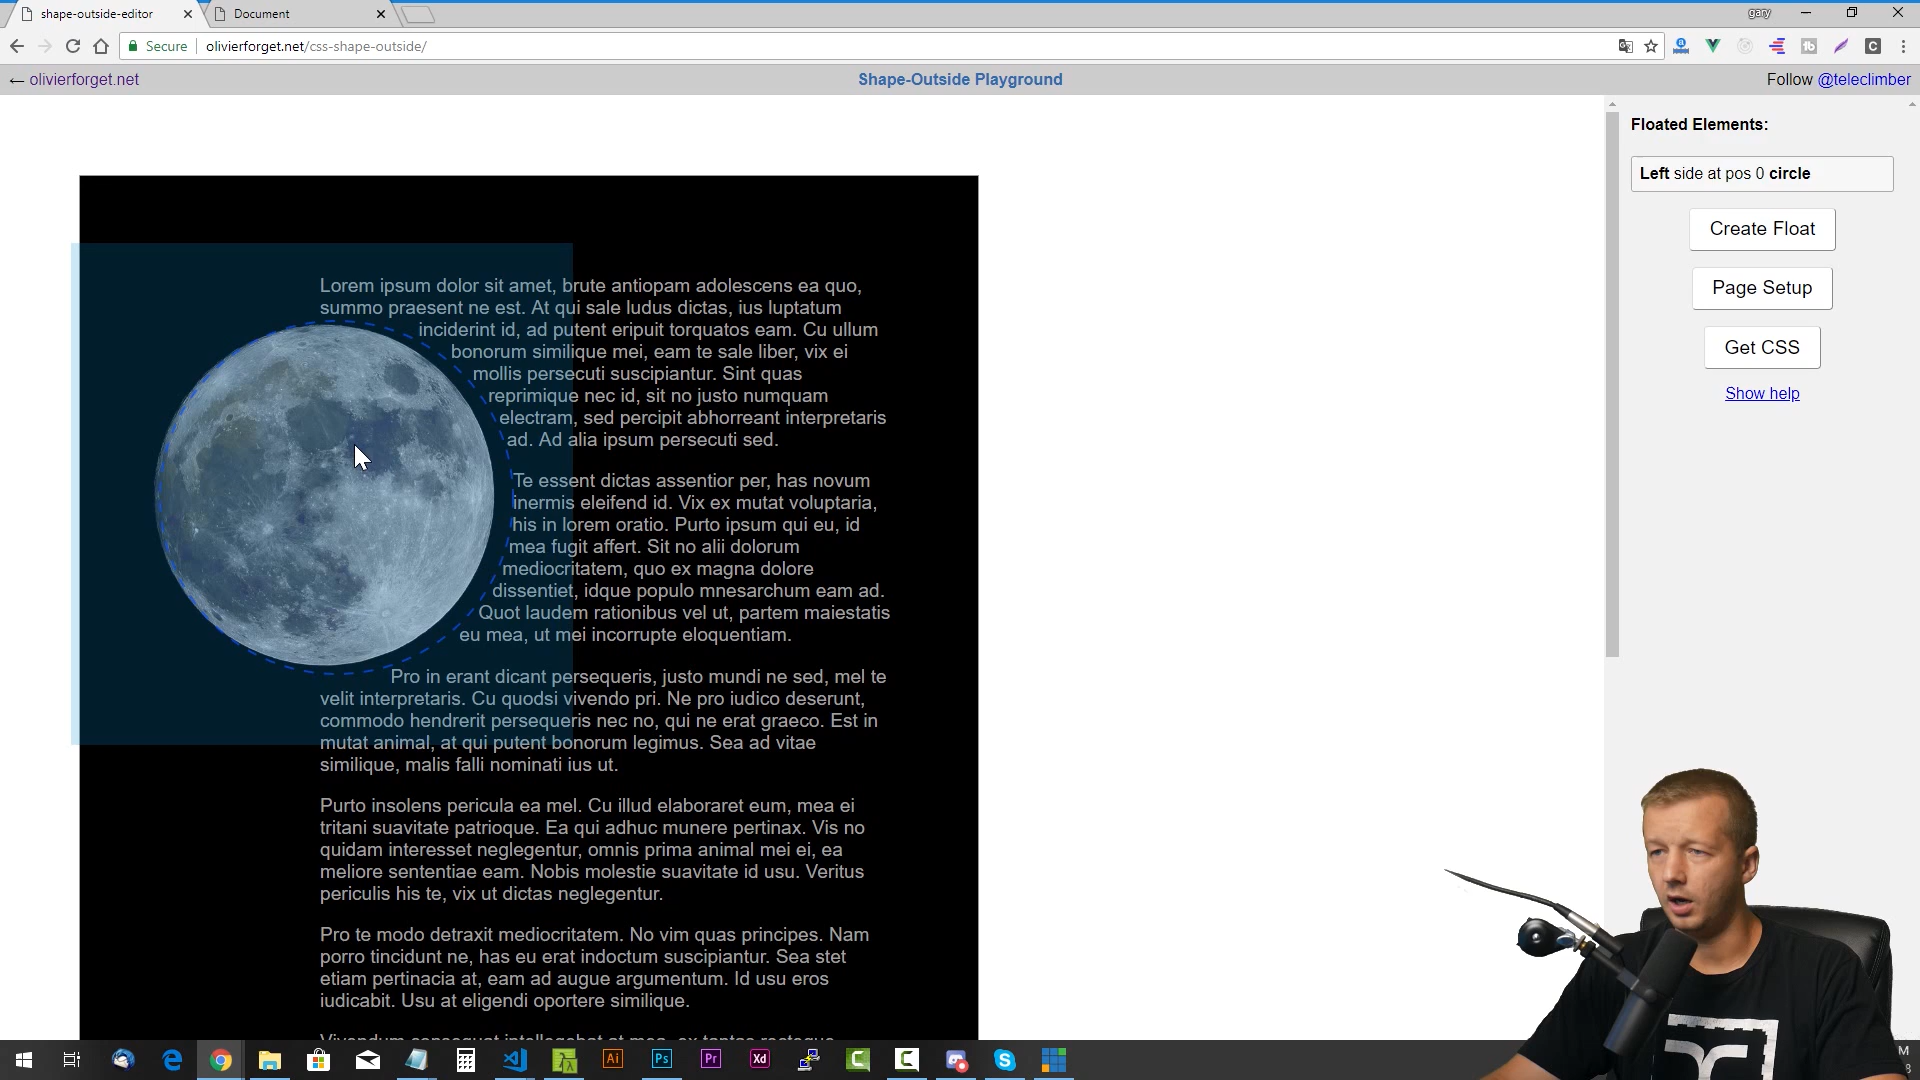 shape-outside-editor
Document
gary
Secure
olivierforget.net/css-shape-outside/
← olivierforget.net
Shape-Outside Playground
Follow @teleclimber
Lorem ipsum dolor sit amet, brute antiopam adolescens ea quo,
summo praesent ne est. At qui sale ludus dictas, ius luptatum
inciderint id, ad putent eripuit torquatos eam. Cu ullum
bonorum similique mei, eam te sale liber, vix ei
mollis persecuti suscipiantur. Sint quas
reprimique nec id, sit no justo numquam
electram, sed percipit abhorreant interpretaris
ad. Ad alia ipsum persecuti sed.
Te essent dictas assentior per, has novum
inermis eleifend id. Vix ex mutat voluptaria,
his in lorem oratio. Purto ipsum qui eu, id
mea fugit affert. Sit no alii dolorum
mediocritatem, quo ex magna dolore
dissentiet, idque populo mnesarchum eam ad.
Quot laudem rationibus vel ut, partem maiestatis
eu mea, ut mei incorrupte eloquentiam.
Pro in erant dicant persequeris, justo mundi ne sed, mel te
velit interpretaris. Cu quodsi vivendo pri. Ne pro iudico deserunt,
commodo hendrerit persequeris nec no, qui ne erat graeco. Est in
mutat animal, at qui putent bonorum legimus. Sea ad vitae
similique, malis falli nominati ius ut.
Purto insolens pericula ea mel. Cu illud elaboraret eum, mea ei
tritani suavitate patrioque. Ea qui adhuc munere pertinax. Vis no
quidam interesset neglegentur, omnis prima animal mei ei, ea
meliore sententiae eam. Nobis molestie suavitate id usu. Veritus
periculis his te, vix ut dictas neglegentur.
Pro te modo detraxit mediocritatem. No vim quas principes. Nam
porro tincidunt ne, has eu erat indoctum suscipiantur. Sea stet
etiam pertinacia at, eam ad augue argumentum. Id usu eros
iudicabit. Usu at eligendi oportere similique.
Floated Elements:
Left side at pos 0 circle
Create Float
Page Setup
Get CSS
Show help
Ai
Ps
Pr
Xd